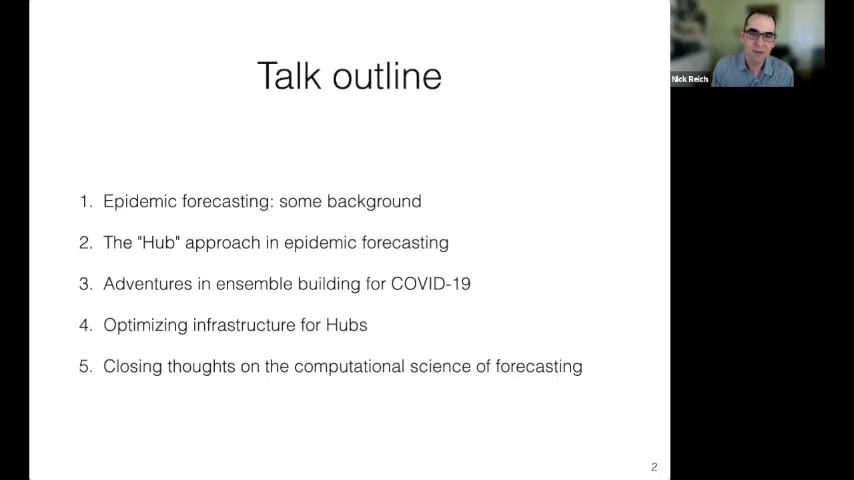 Talk outline
Nick Reich
1. Epidemic forecasting: some background
2. The "Hub" approach in epidemic forecasting
3. Adventures in ensemble building for COVID-19
4. Optimizing infrastructure for Hubs
5. Closing thoughts on the computational science of forecasting
2